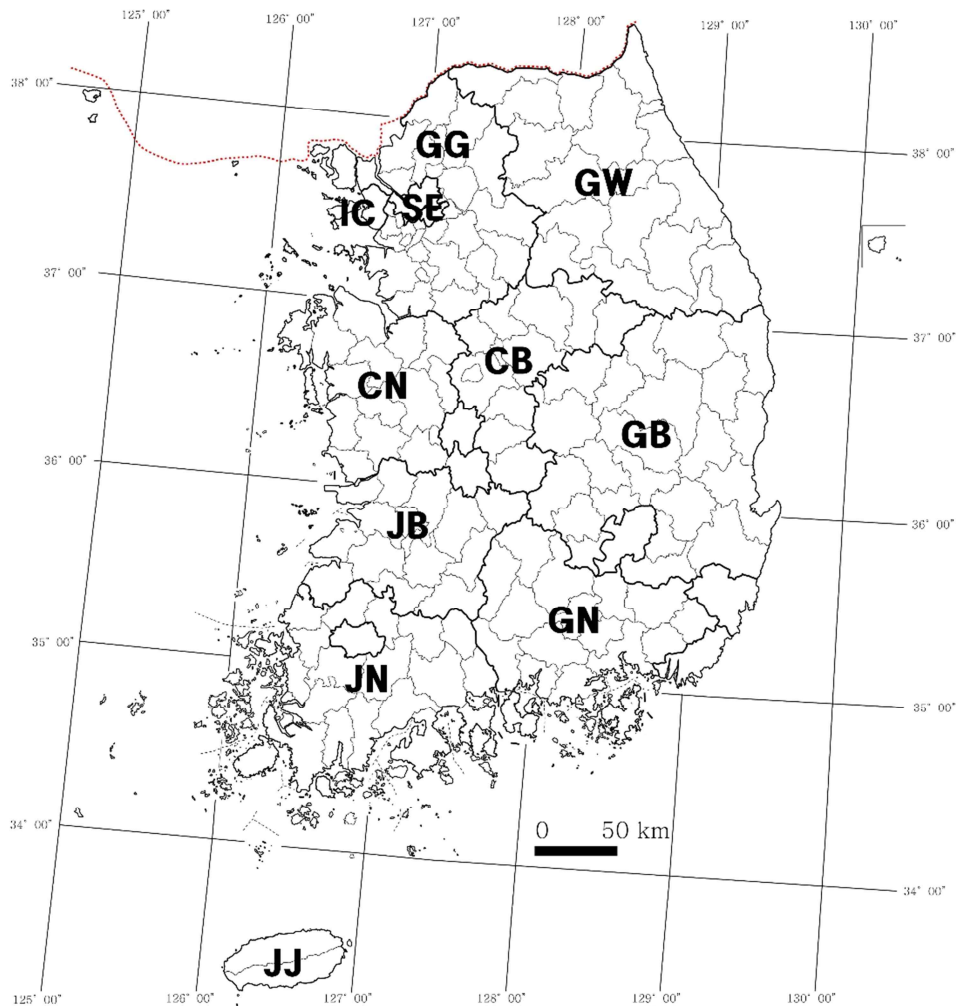 125° 00'
126° 00'
127° 00'
128° 00'
129° 00'
130° 00'
38° 00'
GG
38° 00'
GW
IC
SE
37° 00'
37° 00'
CB
CN
GB
36° 00'
36° 00'
JB
GN
35° 00'
JN
35° 00'
34° 00'
0 50 km
34° 00'
JJ
125° 00'
126° 00'
127° 00'
128° 00'
129° 00'
130° 00'